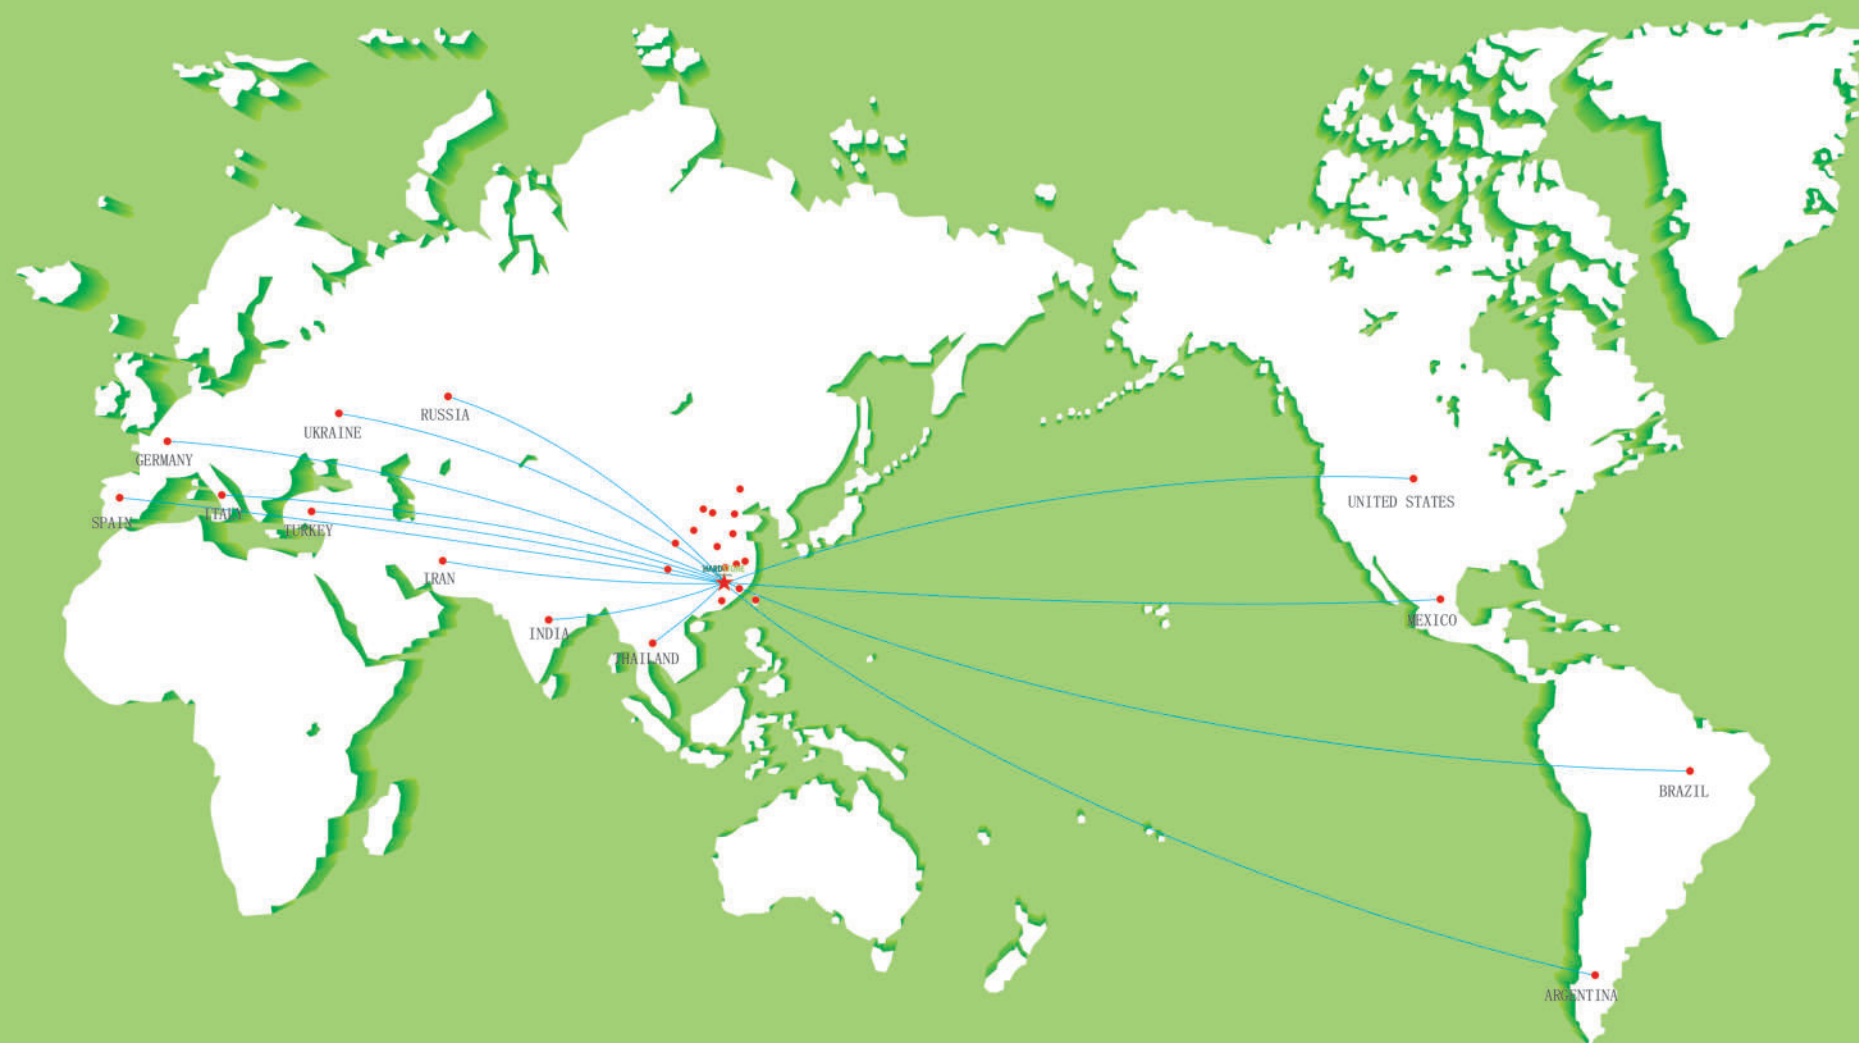 RUSSIA
UKRAINE
GERMANY
SPAIN
ITALY
TURKEY
UNITED STATES
IRAN
INDIA
THAILAND
MEXICO
BRAZIL
ARGENTINA